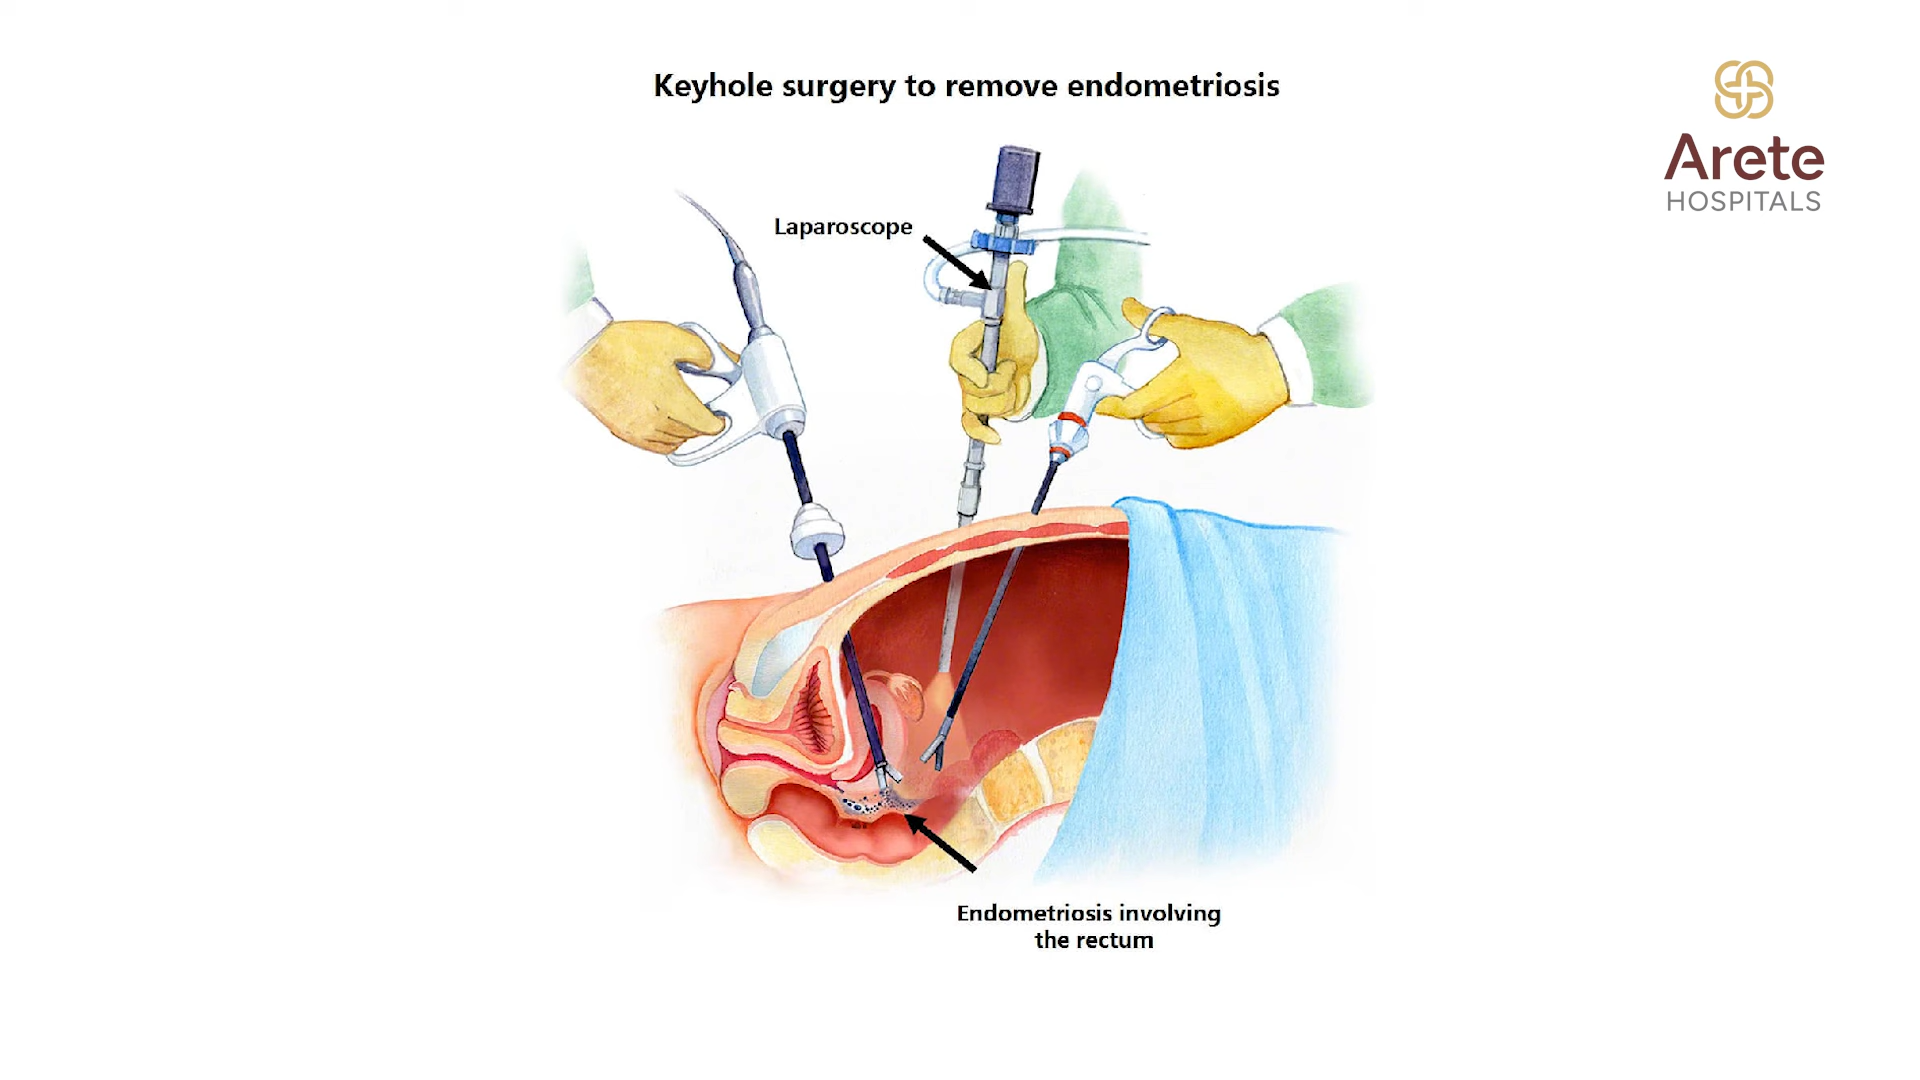 Keyhole surgery to remove endometriosis
Arete
HOSPITALS
Laparoscope
Endometriosis involving
the rectum